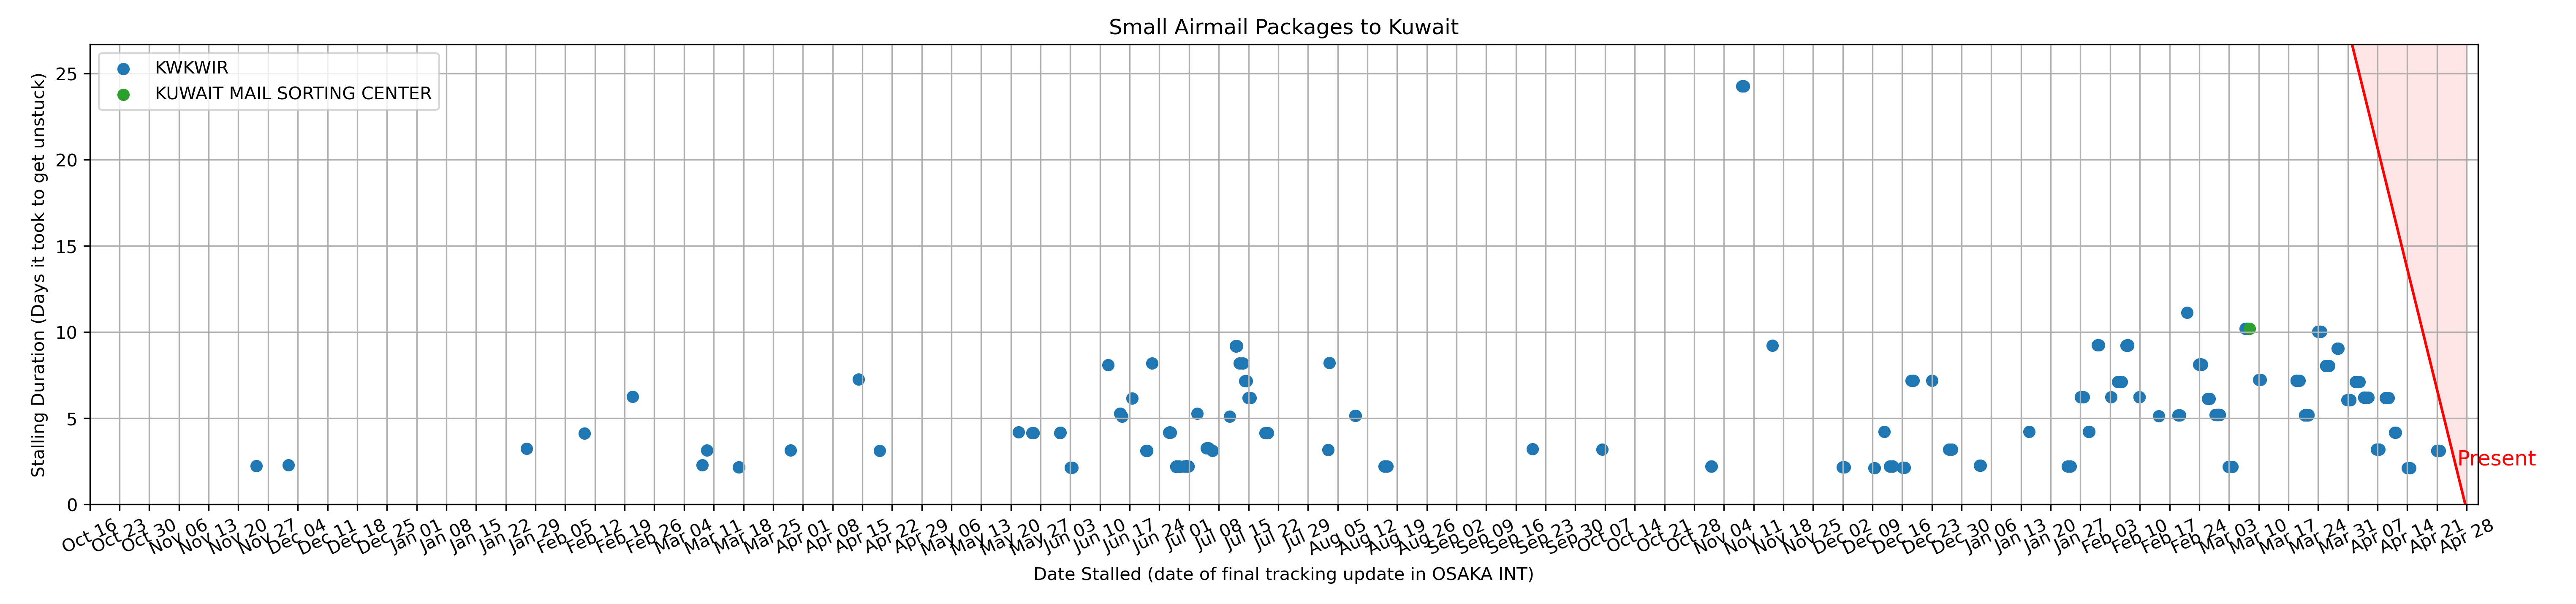 Small Airmail Packages to Kuwait
KWKWIR
KUWAIT MAIL SORTING CENTER
Stalling Duration (Days it took to get unstuck)
25
20
15
10
5
0
Present
Oct 16
Oct 23
Oct 30
Nov 06
Nov 13
Nov 20
Nov 27
Dec 04
Dec 11
Dec 18
Dec 25
Jan 01
Jan 08
Jan 15
Jan 22
Jan 29
Feb 05
Feb 12
Feb 19
Feb 26
Mar 04
Mar 11
Mar 18
Mar 25
Apr 01
Apr 08
Apr 15
Apr 22
Apr 29
May 06
May 13
May 20
May 27
Jun 03
Jun 10
Jun 17
Jun 24
Jul 01
Jul 08
Jul 15
Jul 22
Jul 29
Aug 05
Aug 12
Aug 19
Aug 26
Sep 02
Sep 09
Sep 16
Sep 23
Sep 30
Oct 07
Oct 14
Oct 21
Oct 28
Nov 04
Nov 11
Nov 18
Nov 25
Dec 02
Dec 09
Dec 16
Dec 23
Dec 30
Jan 06
Jan 13
Jan 20
Jan 27
Feb 03
Feb 10
Feb 17
Feb 24
Mar 03
Mar 10
Mar 17
Mar 24
Mar 31
Apr 07
Apr 14
Apr 21
Apr 28
Date Stalled (date of final tracking update in OSAKA INT)